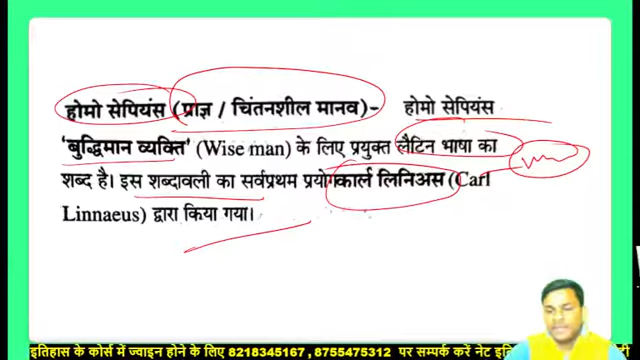 होमो सेपियंस (प्राज्ञ / चिंतनशील मानव)- होमो सेपियंस
'बुद्धिमान व्यक्ति' (Wise man) के लिए प्रयुक्त लैटिन भाषा का
शब्द है। इस शब्दावली का सर्वप्रथम प्रयोग कार्ल लिनिअस (Carl
Linnaeus) द्वारा किया गया।
इतिहास के कोर्स में ज्वाइन होने के लिए 8218345167, 8755475312 पर सम्पर्क करें नेट